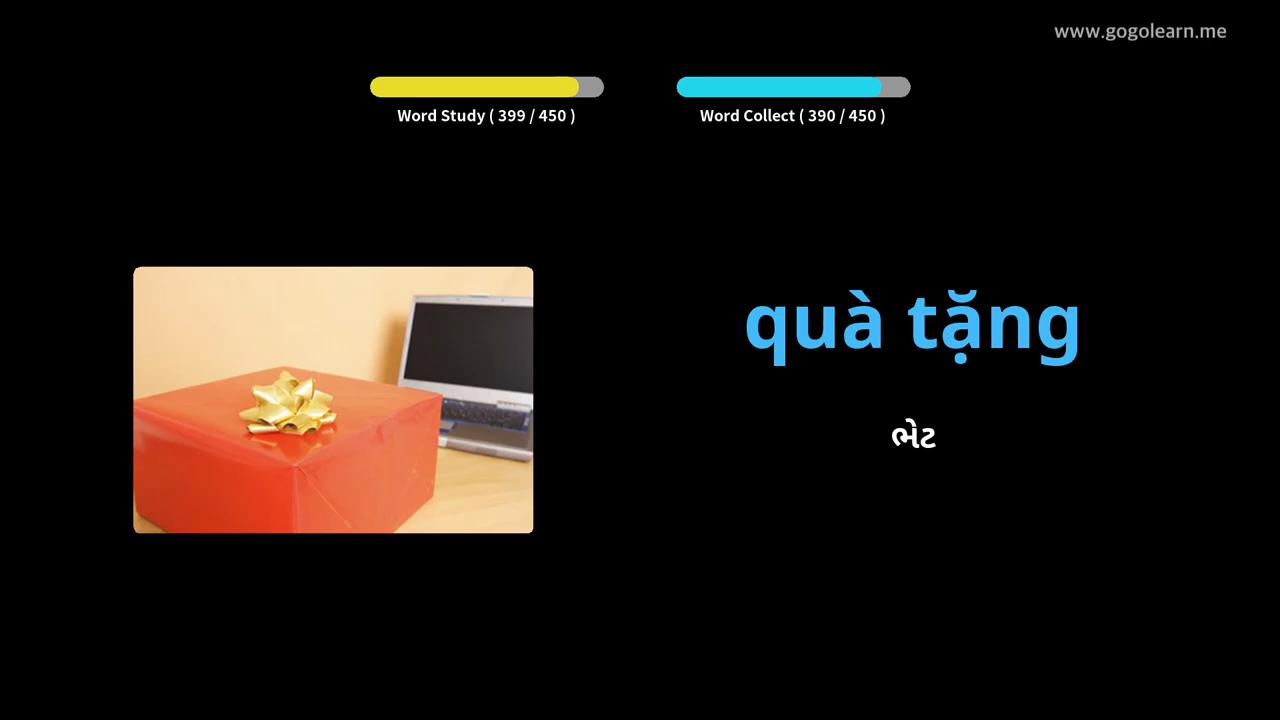 www.gogolearn.me
Word Study ( 399 / 450 )
Word Collect ( 390 / 450 )
quà tặng
ભેટ